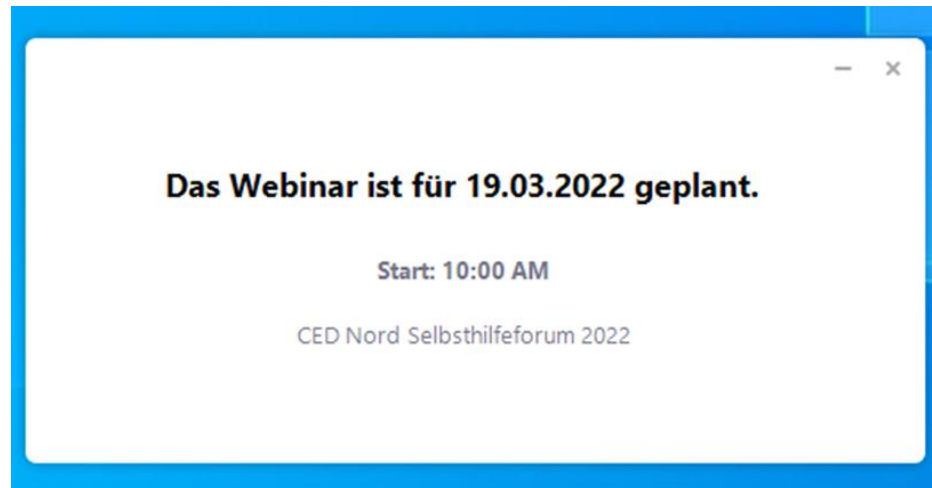 Das Webinar ist für 19.03.2022 geplant.
Start: 10:00 AM
CED Nord Selbsthilfeforum 2022